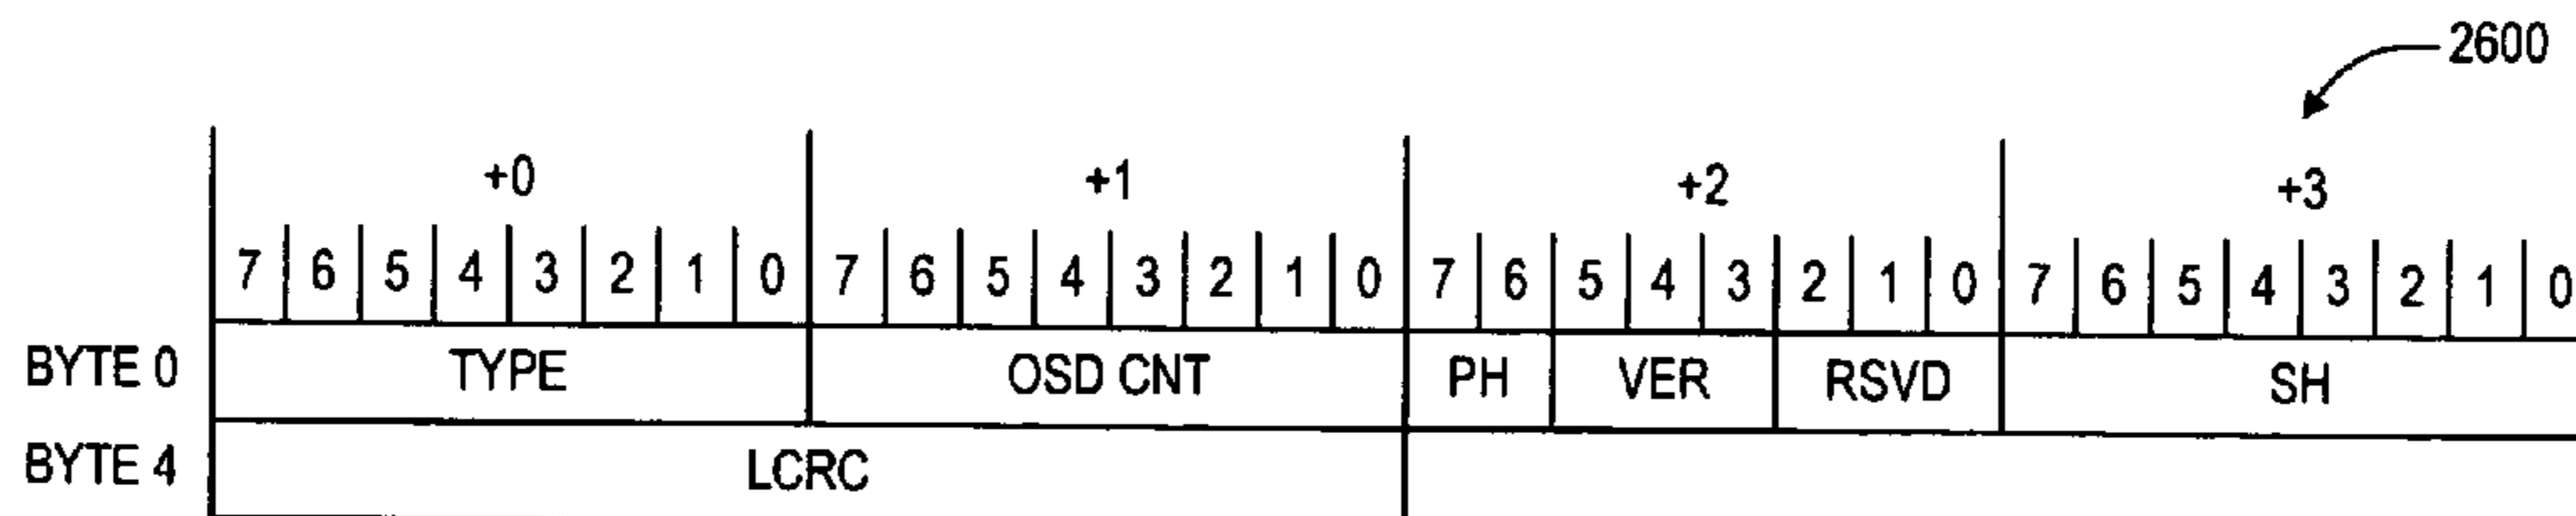 2600
+0 +1 +2 +3
7 6 5 4 3 2 1 0 7 6 5 4 3 2 1 0 7 6 5 4 3 2 1 0 7 6 5 4 3 2 1 0
BYTE 0 TYPE OSD CNT PH VER RSVD SH
BYTE 4 LCRC